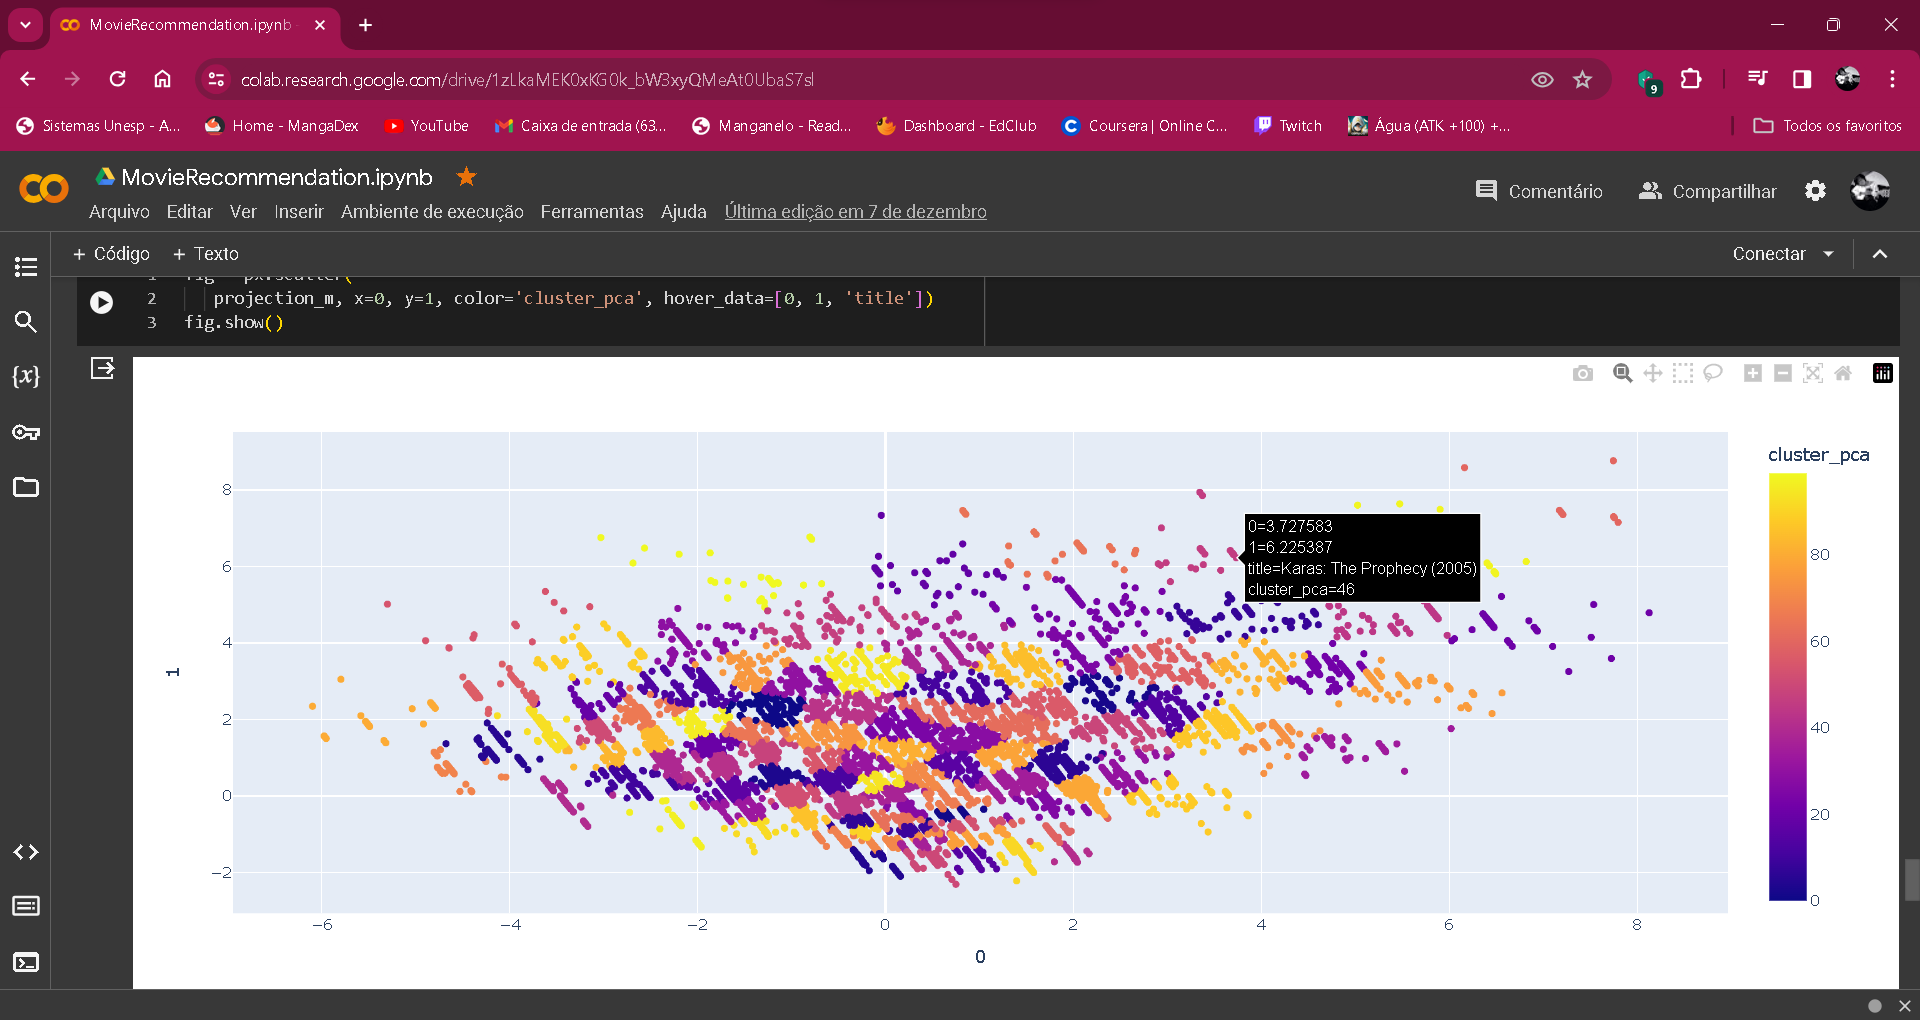 MovieRecommendation.ipynb -
colab.research.google.com/drive/1zLkaMEK0xKG0k_bW3xyQMeAt0UbaS7sl
9
Sistemas Unesp - A...
Home - MangaDex
YouTube
Caixa de entrada (63...
Manganelo - Read...
Dashboard - EdClub
Coursera | Online C...
Twitch
Água (ATK +100) +...
Todos os favoritos
MovieRecommendation.ipynb
Comentário
Compartilhar
Arquivo Editar Ver Inserir Ambiente de execução Ferramentas Ajuda Última edição em 7 de dezembro
+ Código + Texto
Conectar
1 fig = px.scatter(
2 projection_m, x=0, y=1, color='cluster_pca', hover_data=[0, 1, 'title'])
3 fig.show()
{x}
cluster_pca
8
6
4
2
0
−2
1
0=3.727583
1=6.225387
title=Karas: The Prophecy (2005)
cluster_pca=46
80
60
40
20
0
−6 −4 −2 0 2 4 6 8
0